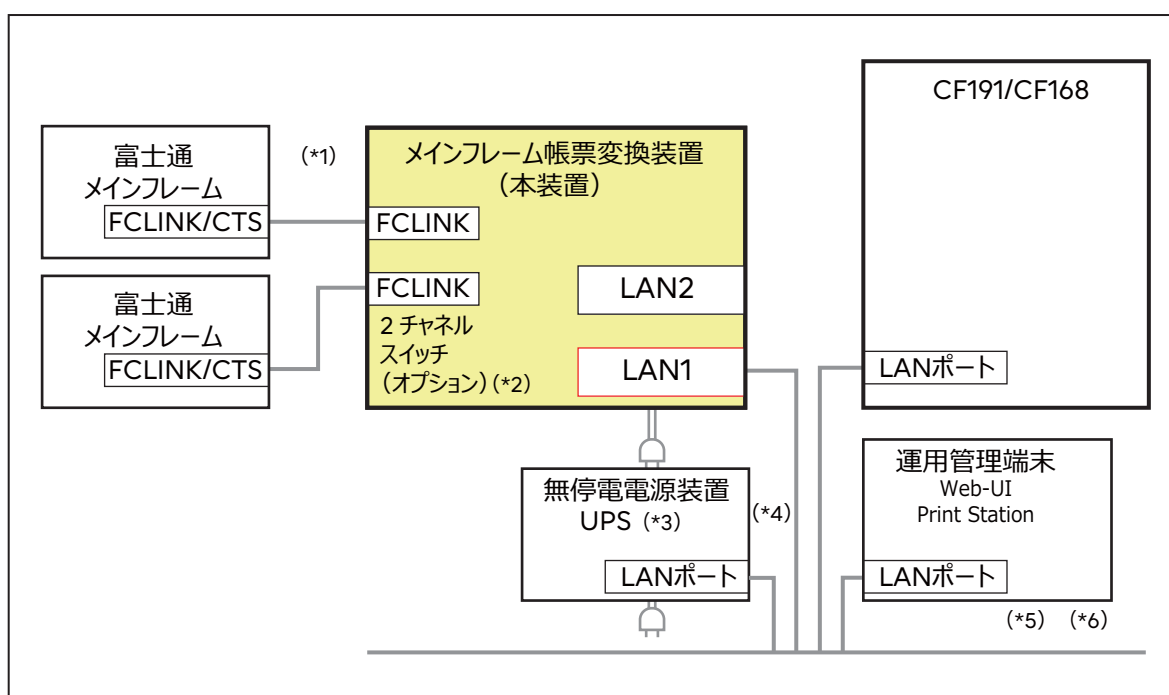 富士通
メインフレーム
FCLINK/CTS
(*1)
富士通
メインフレーム
FCLINK/CTS
メインフレーム帳票変換装置
（本装置）
FCLINK
FCLINK
2 チャネル
スイッチ
（オプション）(*2)
LAN2
LAN1
無停電電源装置
UPS (*3)
LANポート
(*4)
CF191/CF168
LANポート
運用管理端末
Web-UI
Print Station
LANポート
(*5) (*6)